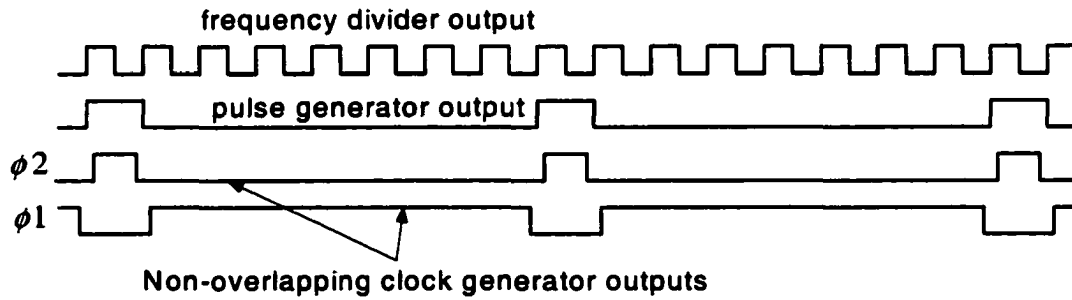 frequency divider output
pulse generator output
ϕ2
ϕ1
Non-overlapping clock generator outputs